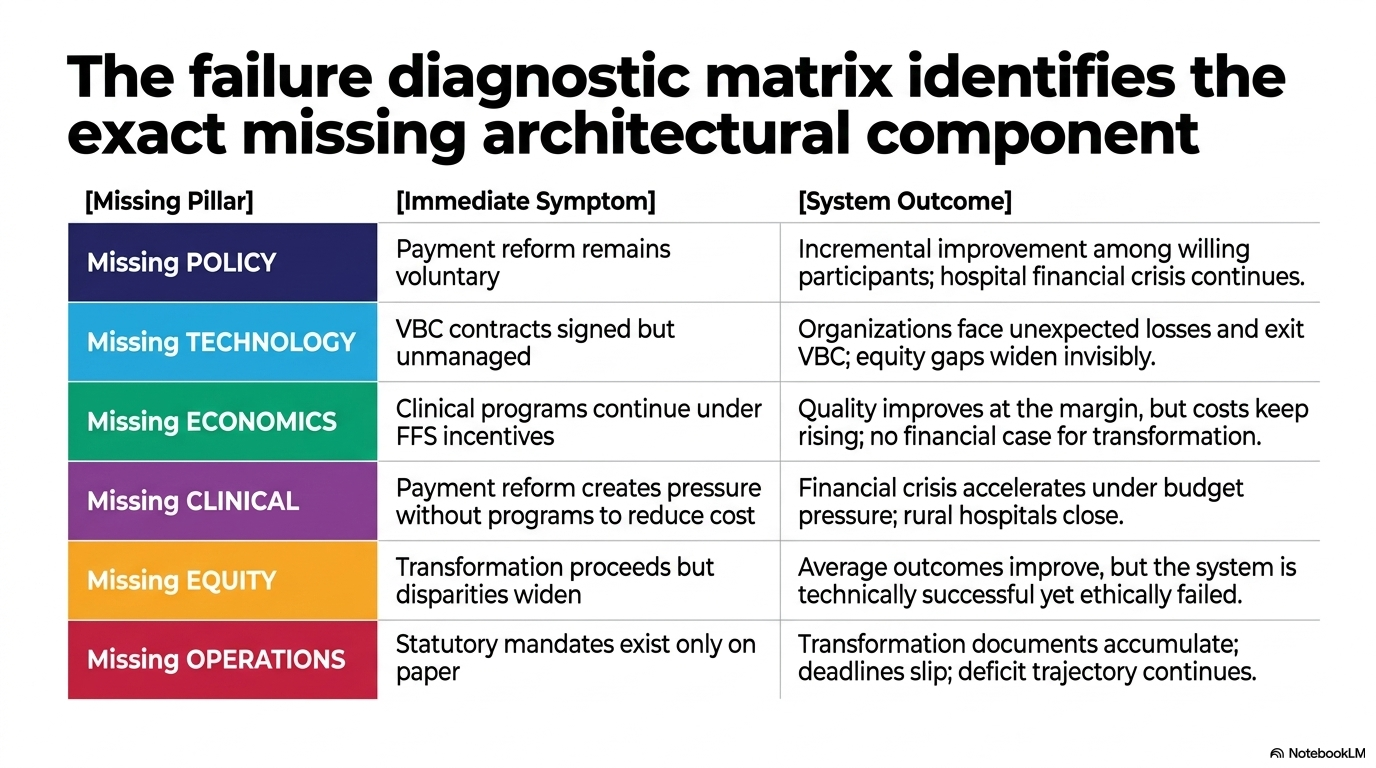 The failure diagnostic matrix identifies the
exact missing architectural component
[Missing Pillar]
[Immediate Symptom]
[System Outcome]
Missing POLICY
Payment reform remains
voluntary
Incremental improvement among willing
participants; hospital financial crisis continues.
Missing TECHNOLOGY
VBC contracts signed but
unmanaged
Organizations face unexpected losses and exit
VBC; equity gaps widen invisibly.
Missing ECONOMICS
Clinical programs continue under
FFS incentives
Quality improves at the margin, but costs keep
rising; no financial case for transformation.
Missing CLINICAL
Payment reform creates pressure
without programs to reduce cost
Financial crisis accelerates under budget
pressure; rural hospitals close.
Missing EQUITY
Transformation proceeds but
disparities widen
Average outcomes improve, but the system is
technically successful yet ethically failed.
Missing OPERATIONS
Statutory mandates exist only on
paper
Transformation documents accumulate;
deadlines slip; deficit trajectory continues.
NotebookLM